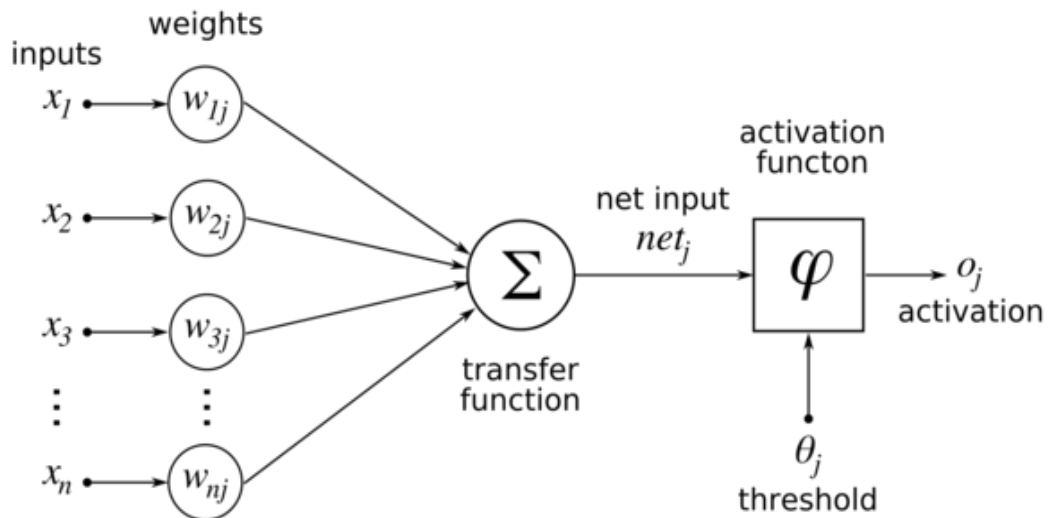 weights
inputs
x₁
w₁ⱼ
x₂
w₂ⱼ
x₃
w₃ⱼ
⋮
⋮
xₙ
wₙⱼ
Σ
transfer
function
net input
netⱼ
activation
functon
φ
oⱼ
activation
θⱼ
threshold